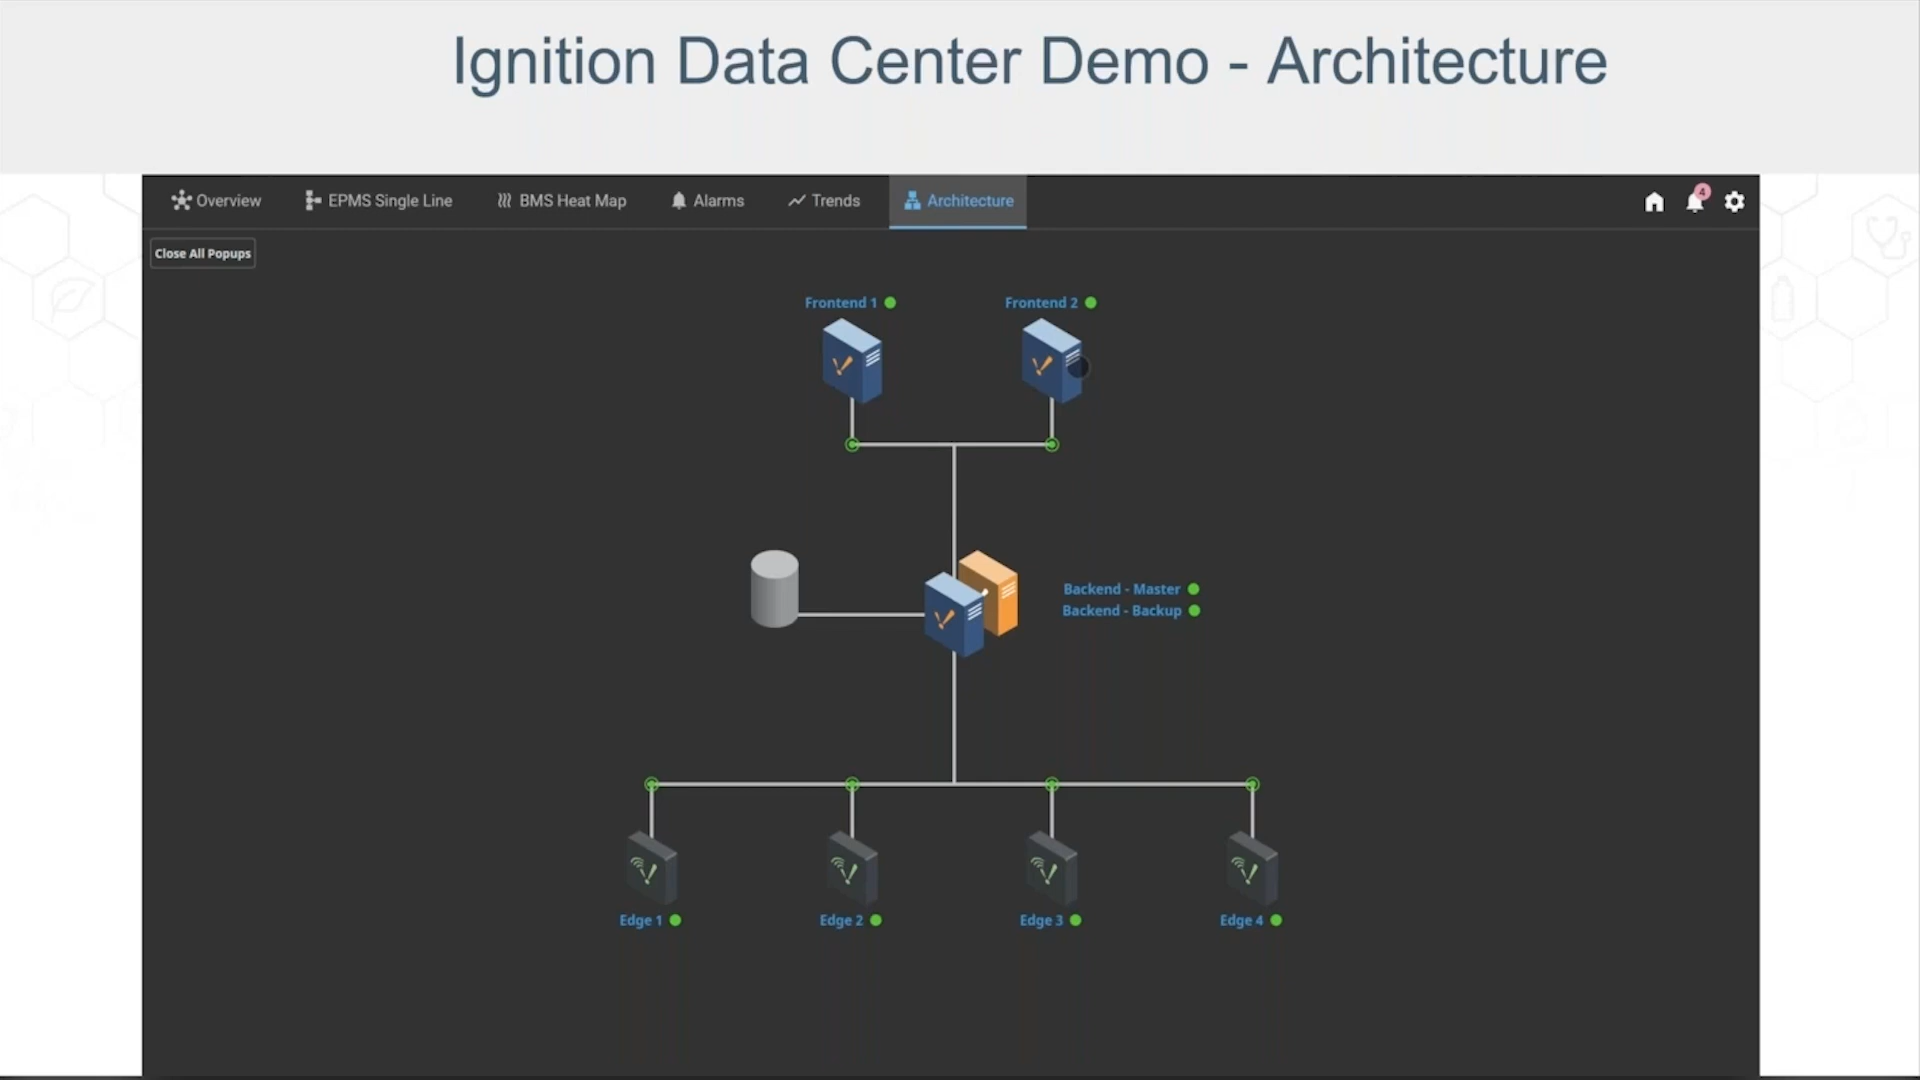 Ignition Data Center Demo - Architecture
Overview EPMS Single Line BMS Heat Map Alarms Trends Architecture 4
Close All Popups
Frontend 1 Frontend 2
Backend - Master
Backend - Backup
Edge 1 Edge 2 Edge 3 Edge 4